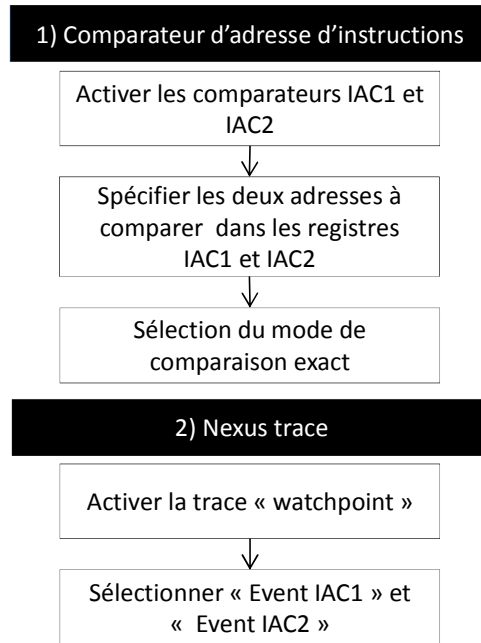 1) Comparateur d’adresse d’instructions
Activer les comparateurs IAC1 et
IAC2
Spécifier les deux adresses à
comparer dans les registres
IAC1 et IAC2
Sélection du mode de
comparaison exact
2) Nexus trace
Activer la trace « watchpoint »
Sélectionner « Event IAC1 » et
« Event IAC2 »